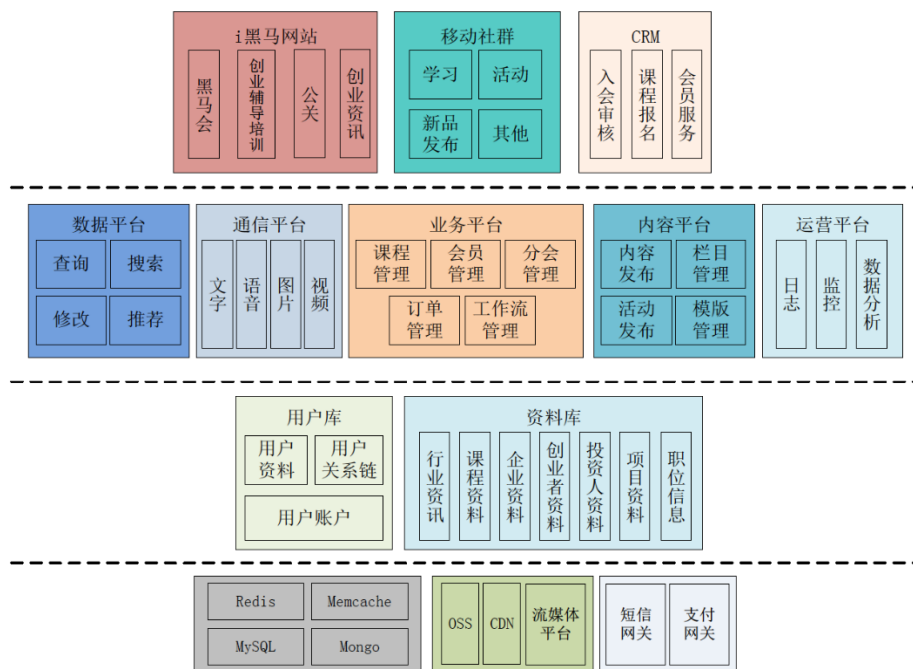 i黑马网站
黑马会
创业辅导培训
公关
创业资讯
移动社群
学习
活动
新品
发布
其他
CRM
入会审核
课程报名
会员服务
数据平台
查询
搜索
修改
推荐
通信平台
文字
语音
图片
视频
业务平台
课程
管理
会员
管理
分会
管理
订单
管理
工作流
管理
内容平台
内容
发布
栏目
管理
活动
发布
模版
管理
运营平台
日志
监控
数据分析
用户库
用户
资料
用户
关系链
用户账户
资料库
行业资讯
课程资料
企业资料
创业者资料
投资人资料
项目资料
职位信息
Redis
Memcache
MySQL
Mongo
OSS
CDN
流媒体
平台
短信
网关
支付
网关